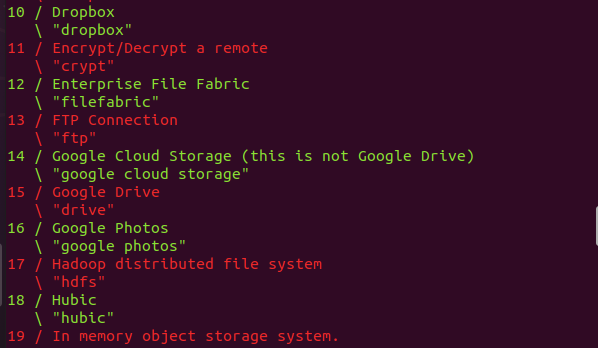 10 / Dropbox
\ "dropbox"
11 / Encrypt/Decrypt a remote
\ "crypt"
12 / Enterprise File Fabric
\ "filefabric"
13 / FTP Connection
\ "ftp"
14 / Google Cloud Storage (this is not Google Drive)
\ "google cloud storage"
15 / Google Drive
\ "drive"
16 / Google Photos
\ "google photos"
17 / Hadoop distributed file system
\ "hdfs"
18 / Hubic
\ "hubic"
19 / In memory object storage system.